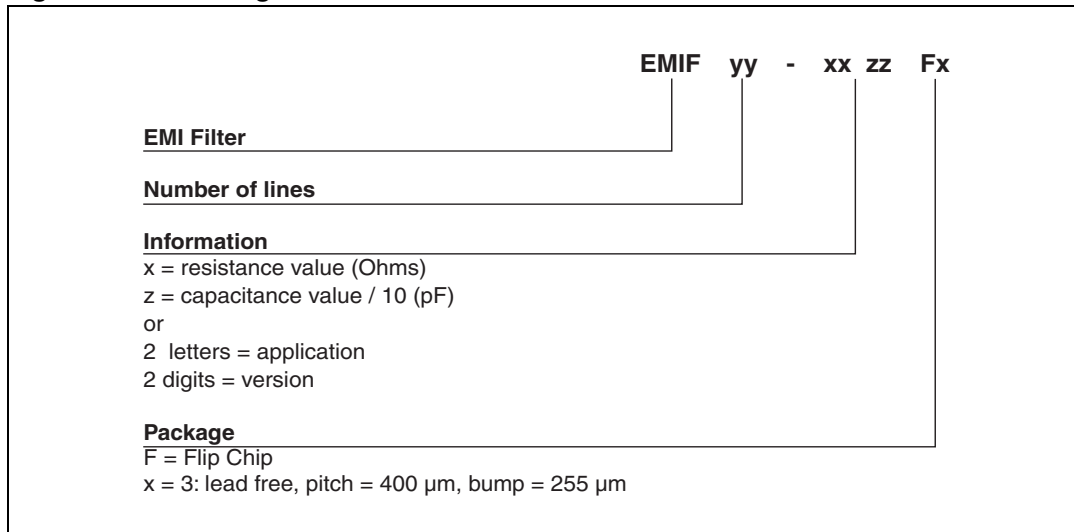 EMIF yy - xx zz Fx
EMI Filter
Number of lines
Information
x = resistance value (Ohms)
z = capacitance value / 10 (pF)
or
2 letters = application
2 digits = version
Package
F = Flip Chip
x = 3: lead free, pitch = 400 µm, bump = 255 µm